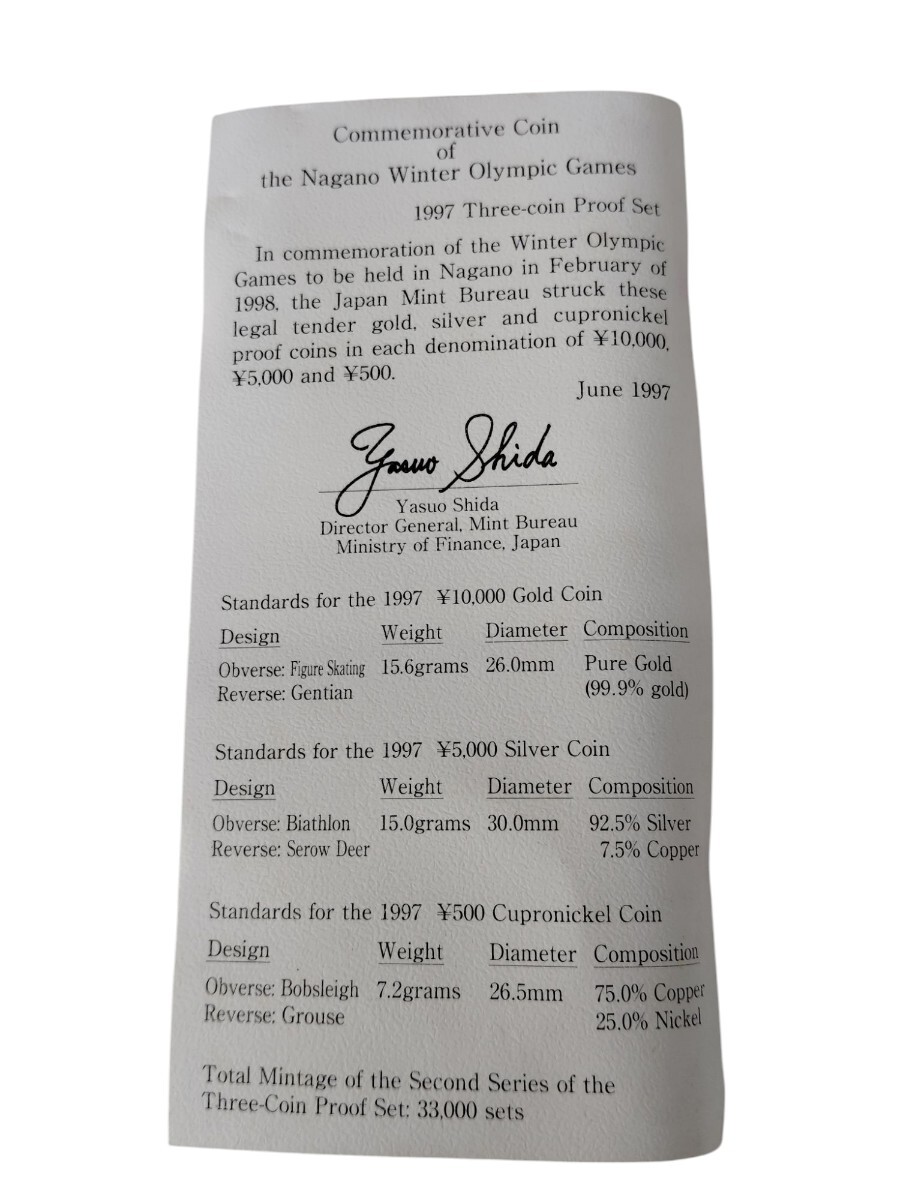 Commemorative Coin
of
the Nagano Winter Olympic Games
1997 Three-coin Proof Set
In commemoration of the Winter Olympic
Games to be held in Nagano in February of
1998, the Japan Mint Bureau struck these
legal tender gold, silver and cupronickel
proof coins in each denomination of ¥10,000,
¥5,000 and ¥500.
June 1997
Yasuo Shida
Yasuo Shida
Director General, Mint Bureau
Ministry of Finance, Japan
Standards for the 1997 ¥10,000 Gold Coin
Design Weight Diameter Composition
Obverse: Figure Skating 15.6grams 26.0mm Pure Gold
Reverse: Gentian (99.9% gold)
Standards for the 1997 ¥5,000 Silver Coin
Design Weight Diameter Composition
Obverse: Biathlon 15.0grams 30.0mm 92.5% Silver
Reverse: Serow Deer 7.5% Copper
Standards for the 1997 ¥500 Cupronickel Coin
Design Weight Diameter Composition
Obverse: Bobsleigh 7.2grams 26.5mm 75.0% Copper
Reverse: Grouse 25.0% Nickel
Total Mintage of the Second Series of the
Three-Coin Proof Set: 33,000 sets